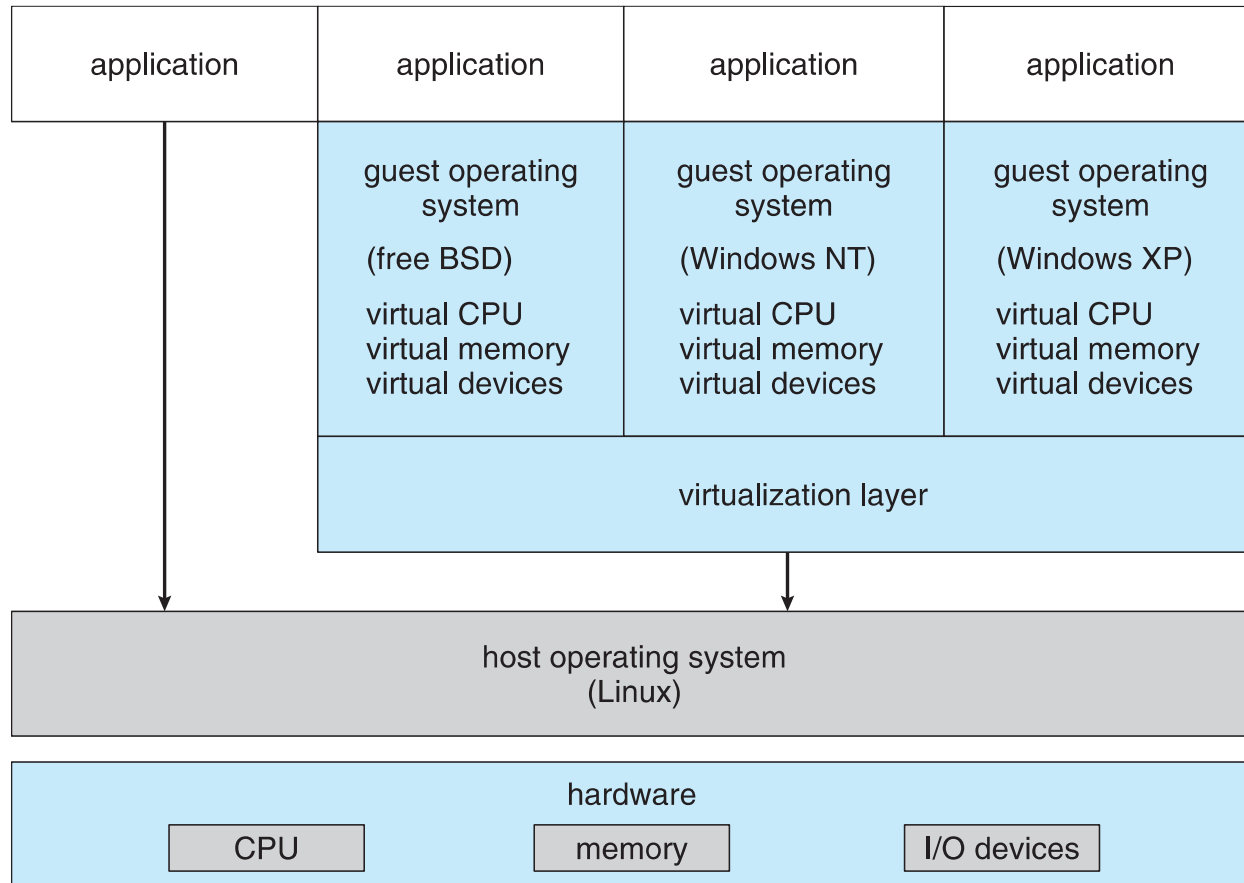 application
application
application
application
guest operating
system
(free BSD)
virtual CPU
virtual memory
virtual devices
guest operating
system
(Windows NT)
virtual CPU
virtual memory
virtual devices
guest operating
system
(Windows XP)
virtual CPU
virtual memory
virtual devices
virtualization layer
host operating system
(Linux)
hardware
CPU
memory
I/O devices